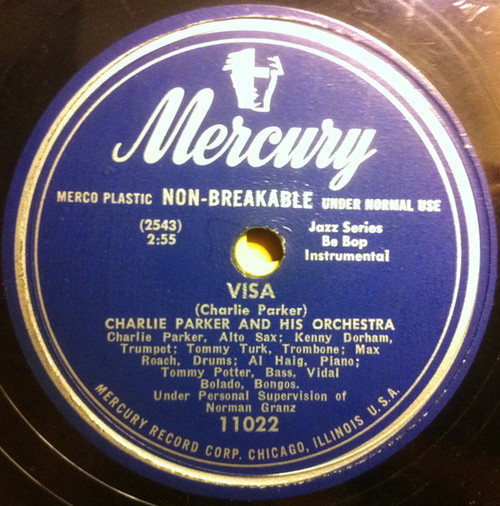 Mercury
MERCO PLASTIC NON-BREAKABLE UNDER NORMAL USE
(2543)
2:55
Jazz Series
Be Bop
Instrumental
VISA
(Charlie Parker)
CHARLIE PARKER AND HIS ORCHESTRA
Charlie Parker, Alto Sax; Kenny Dorham,
Trumpet; Tommy Turk, Trombone; Max
Roach, Drums; Al Haig, Piano;
Tommy Potter, Bass, Vidal
Bolado, Bongos.
Under Personal Supervision of
Norman Granz
11022
MERCURY RECORD CORP. CHICAGO, ILLINOIS U.S.A.